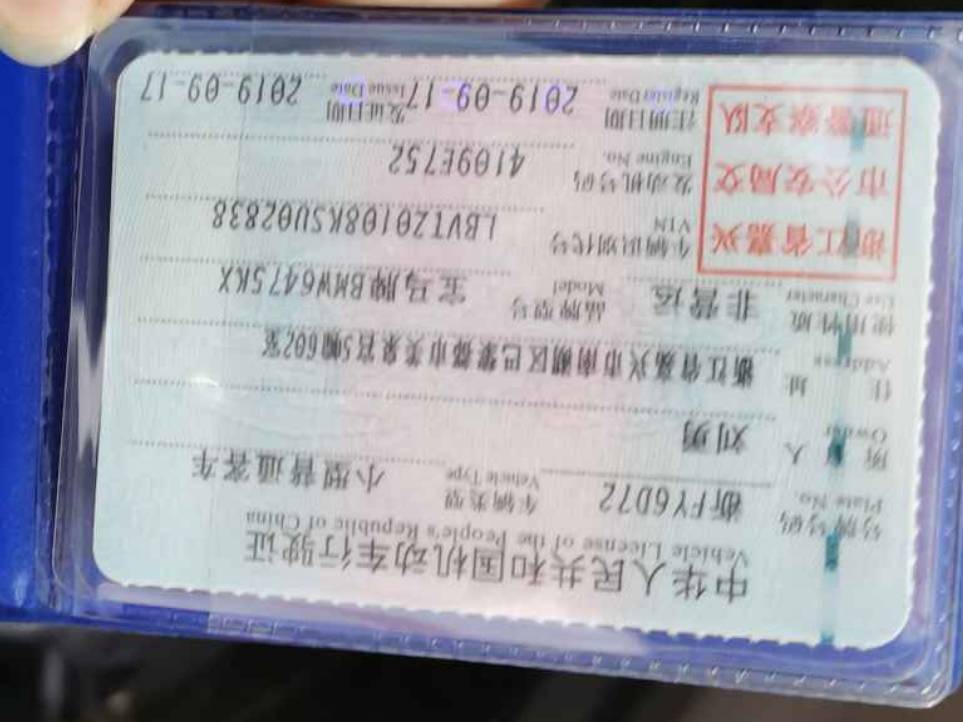 中华人民共和国机动车行驶证
Vehicle License of the People's Republic of China
号牌号码 浙FY6D72 车辆类型 小型普通客车
Plate No. Vehicle Type
所有人 刘勇
Owner
住址 浙江省嘉兴市南湖区巴黎都市美泉宫5幢602室
Address
使用性质 非营运 品牌型号 宝马牌BMW6475KX
Use Character Model
浙江省嘉兴 车辆识别代号 LBVTZ0108KSU02838
VIN
市公安局交 发动机号码 4109E752
Engine No.
通警察支队 注册日期 2019-09-17 发证日期 2019-09-17
Register Date Issue Date